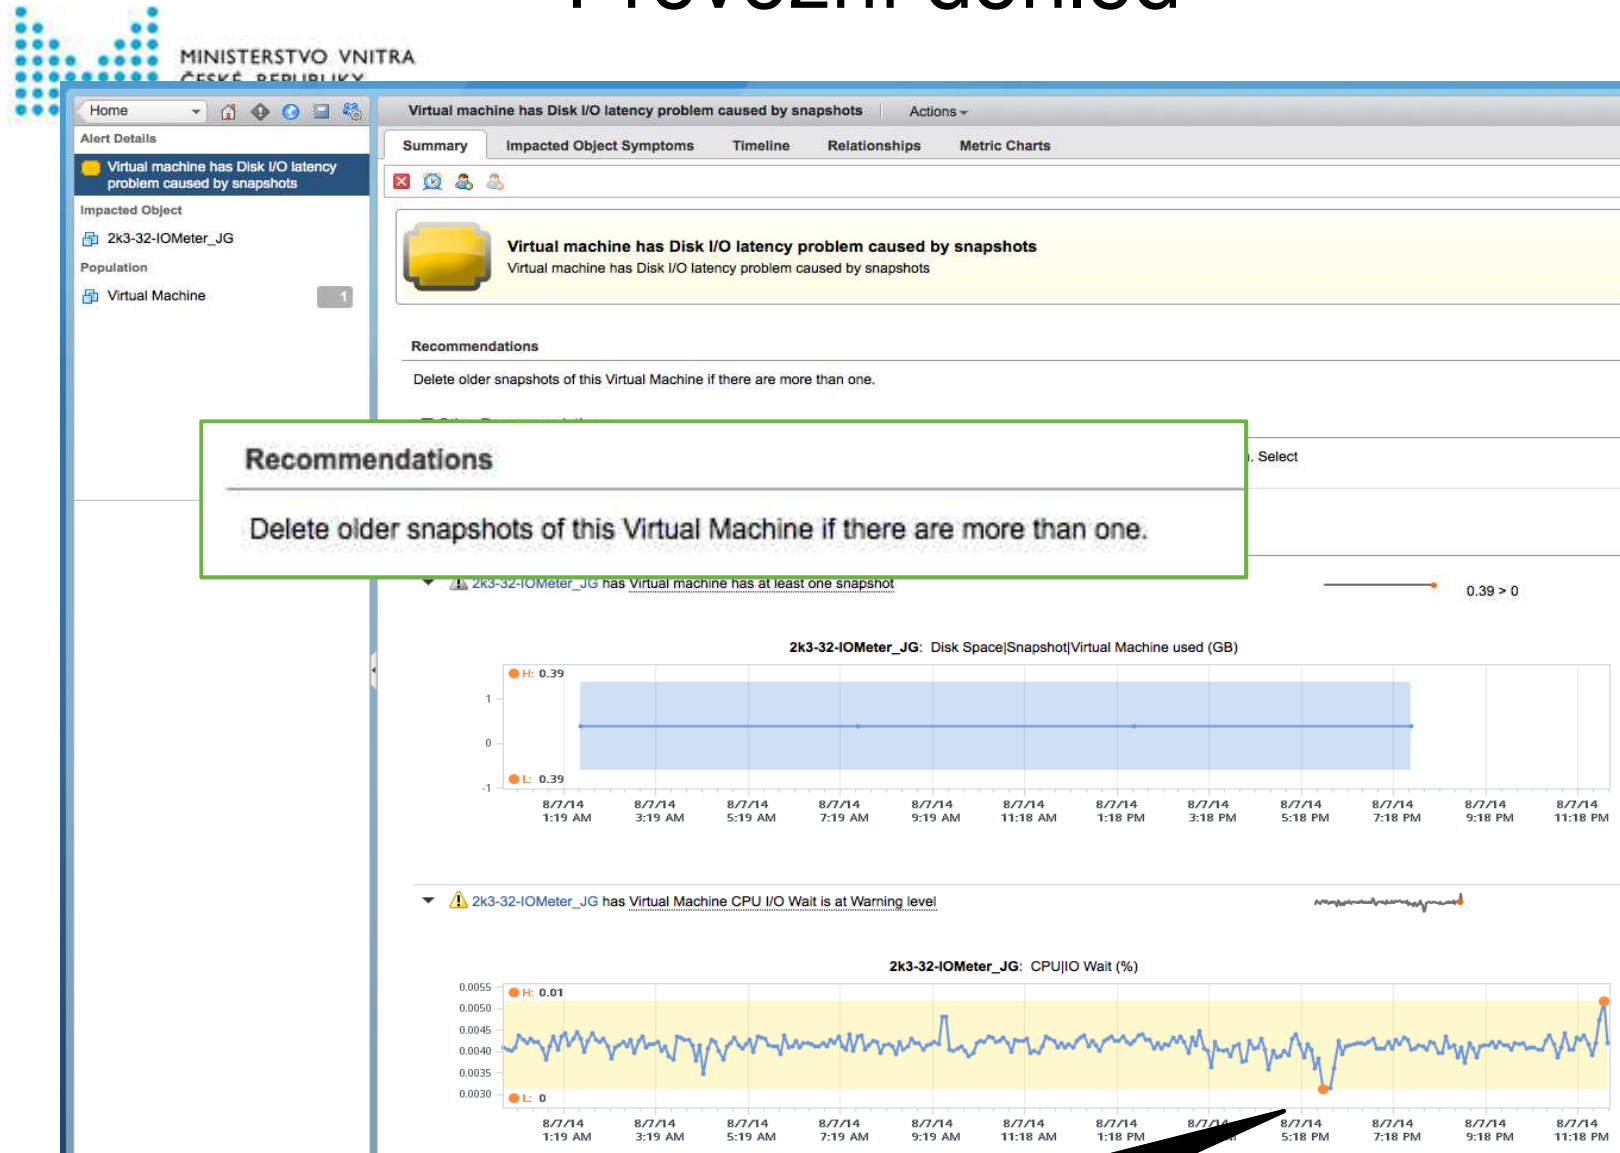 MINISTERSTVO VNITRA
ČESKÉ REPUBLIKY
Home
Virtual machine has Disk I/O latency problem caused by snapshots
Actions
Alert Details
Virtual machine has Disk I/O latency
problem caused by snapshots
Impacted Object
2k3-32-IOMeter_JG
Population
Virtual Machine
1
Summary
Impacted Object Symptoms
Timeline
Relationships
Metric Charts
Virtual machine has Disk I/O latency problem caused by snapshots
Virtual machine has Disk I/O latency problem caused by snapshots
Recommendations
Delete older snapshots of this Virtual Machine if there are more than one.
Recommendations
Select
Delete older snapshots of this Virtual Machine if there are more than one.
2k3-32-IOMeter_JG has Virtual machine has at least one snapshot
0.39 > 0
2k3-32-IOMeter_JG: Disk Space|Snapshot|Virtual Machine used (GB)
H: 0.39
1
0
L: 0.39
-1
8/7/14 8/7/14 8/7/14 8/7/14 8/7/14 8/7/14 8/7/14 8/7/14 8/7/14 8/7/14 8/7/14 8/7/14
1:19 AM 3:19 AM 5:19 AM 7:19 AM 9:19 AM 11:18 AM 1:18 PM 3:18 PM 5:18 PM 7:18 PM 9:18 PM 11:18 PM
2k3-32-IOMeter_JG has Virtual Machine CPU I/O Wait is at Warning level
2k3-32-IOMeter_JG: CPU|IO Wait (%)
0.0055
H: 0.01
0.0050
0.0045
0.0040
0.0035
0.0030
L: 0
8/7/14 8/7/14 8/7/14 8/7/14 8/7/14 8/7/14 8/7/14 8/7/14 8/7/14 8/7/14 8/7/14
1:19 AM 3:19 AM 5:19 AM 7:19 AM 9:19 AM 11:18 AM 1:18 PM 5:18 PM 7:18 PM 9:18 PM 11:18 PM